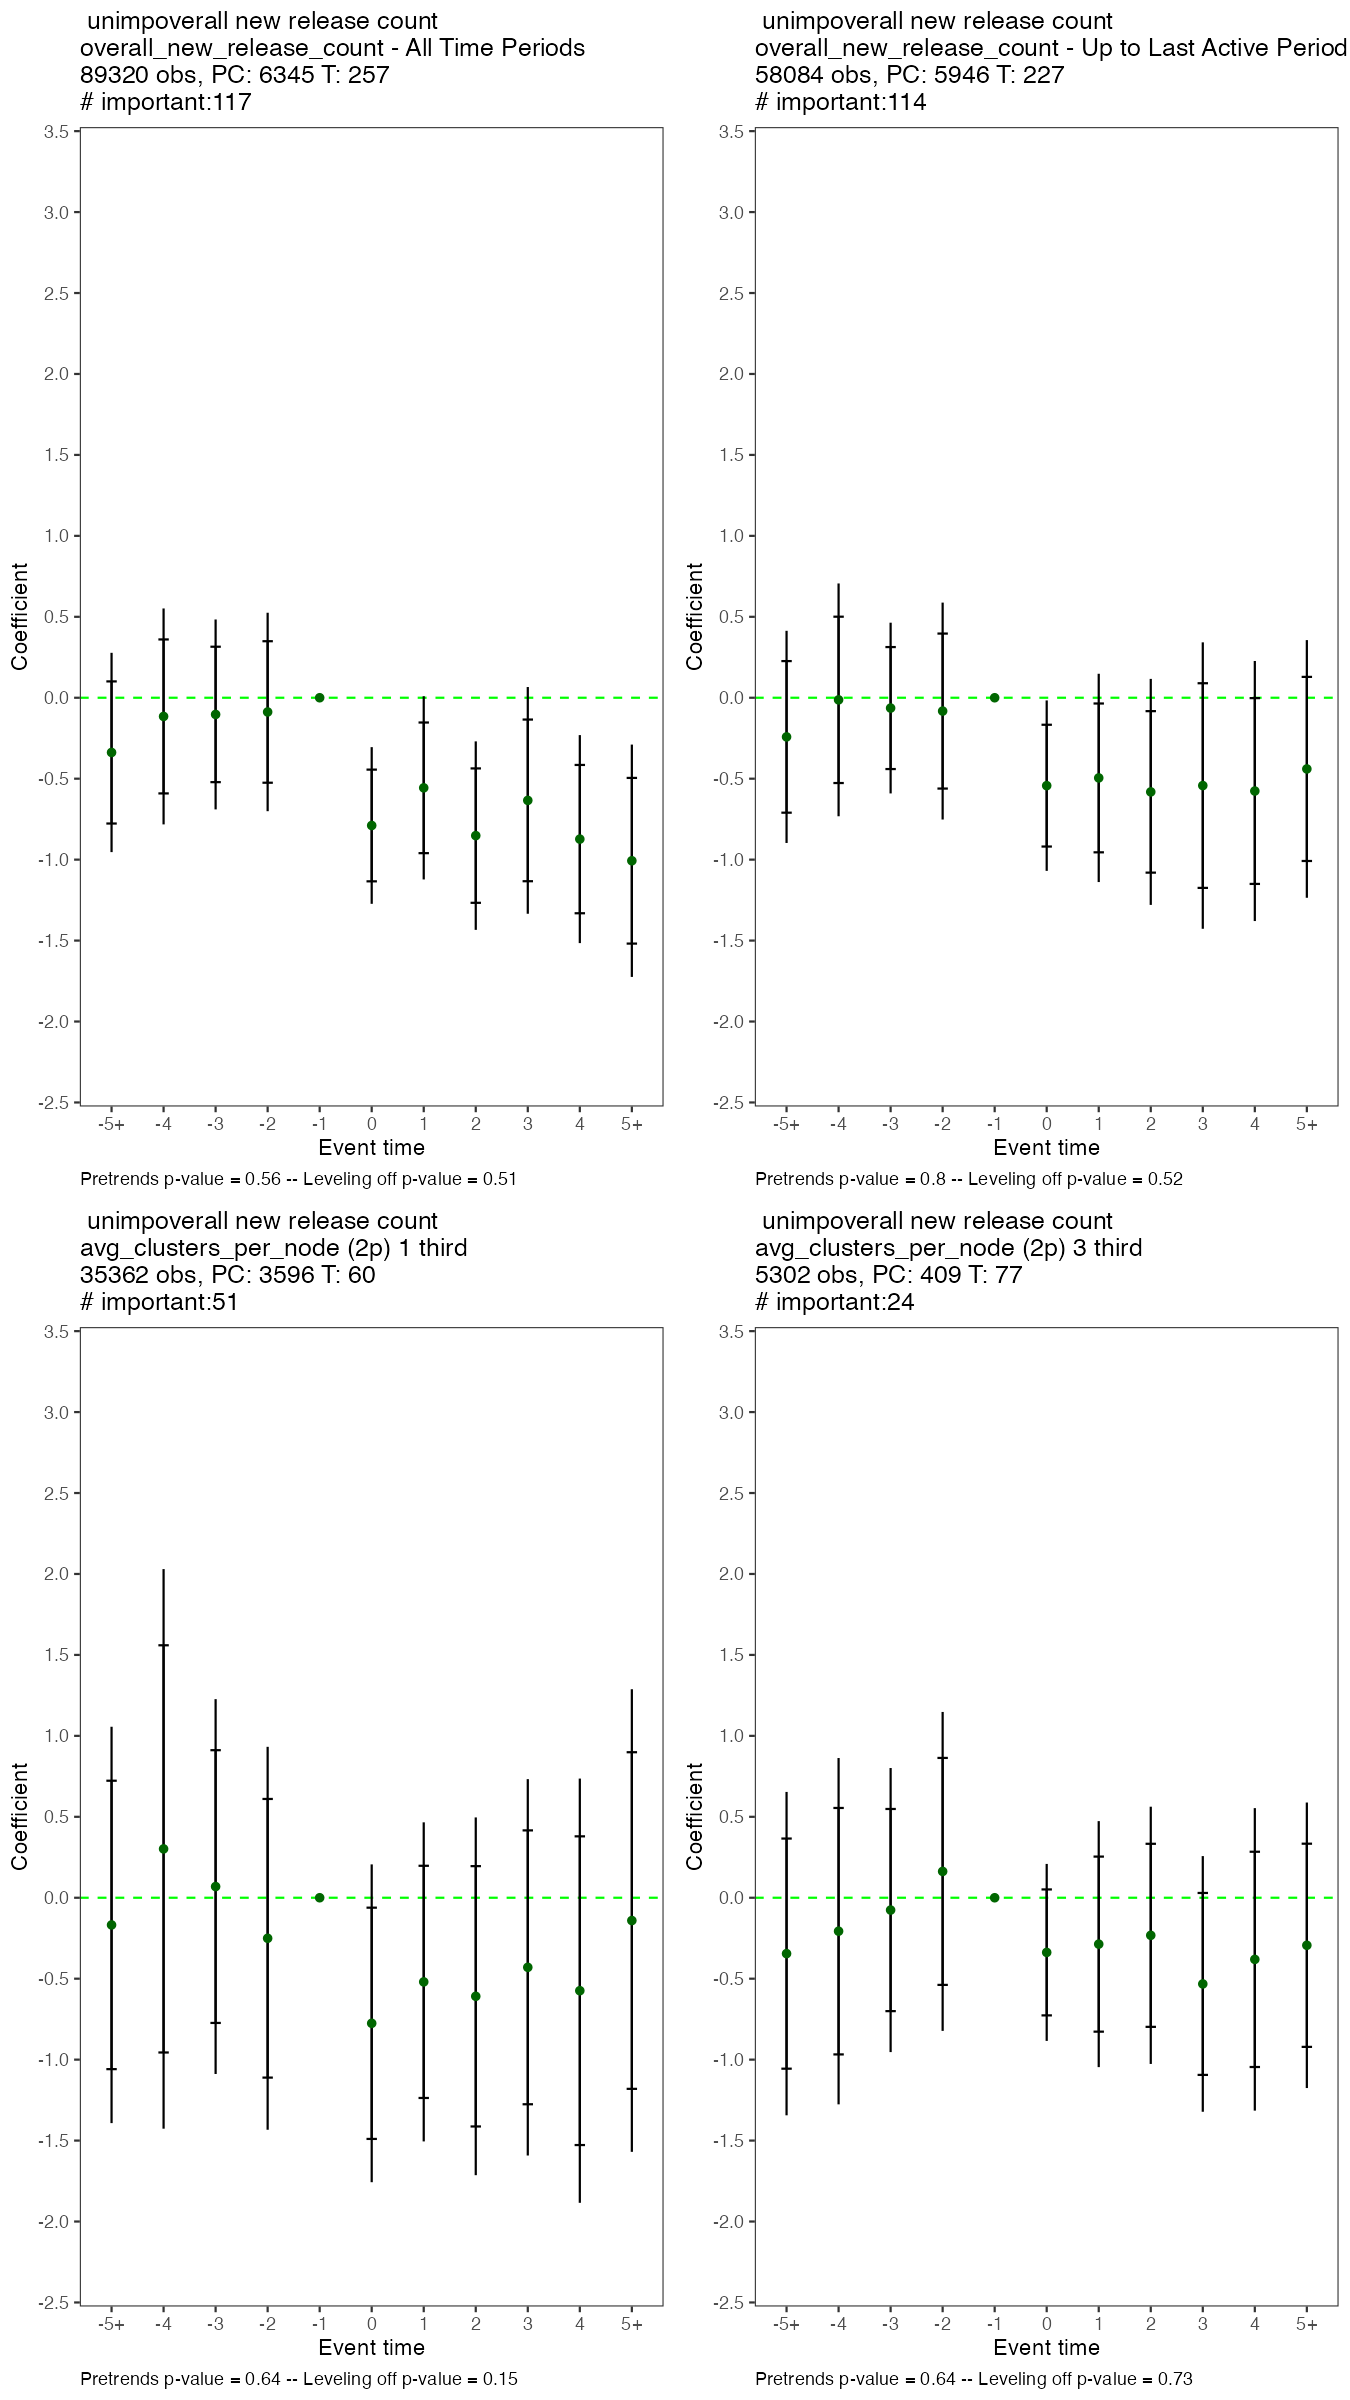 unimpoverall new release count
overall_new_release_count - All Time Periods
89320 obs, PC: 6345 T: 257
# important:117
3.5
3.0
2.5
2.0
1.5
1.0
0.5
0.0
-0.5
-1.0
-1.5
-2.0
-2.5
Coefficient
-5+ -4 -3 -2 -1 0 1 2 3 4 5+
Event time
Pretrends p-value = 0.56 -- Leveling off p-value = 0.51
unimpoverall new release count
overall_new_release_count - Up to Last Active Period
58084 obs, PC: 5946 T: 227
# important:114
3.5
3.0
2.5
2.0
1.5
1.0
0.5
0.0
-0.5
-1.0
-1.5
-2.0
-2.5
Coefficient
-5+ -4 -3 -2 -1 0 1 2 3 4 5+
Event time
Pretrends p-value = 0.8 -- Leveling off p-value = 0.52
unimpoverall new release count
avg_clusters_per_node (2p) 1 third
35362 obs, PC: 3596 T: 60
# important:51
3.5
3.0
2.5
2.0
1.5
1.0
0.5
0.0
-0.5
-1.0
-1.5
-2.0
-2.5
Coefficient
-5+ -4 -3 -2 -1 0 1 2 3 4 5+
Event time
Pretrends p-value = 0.64 -- Leveling off p-value = 0.15
unimpoverall new release count
avg_clusters_per_node (2p) 3 third
5302 obs, PC: 409 T: 77
# important:24
3.5
3.0
2.5
2.0
1.5
1.0
0.5
0.0
-0.5
-1.0
-1.5
-2.0
-2.5
Coefficient
-5+ -4 -3 -2 -1 0 1 2 3 4 5+
Event time
Pretrends p-value = 0.64 -- Leveling off p-value = 0.73